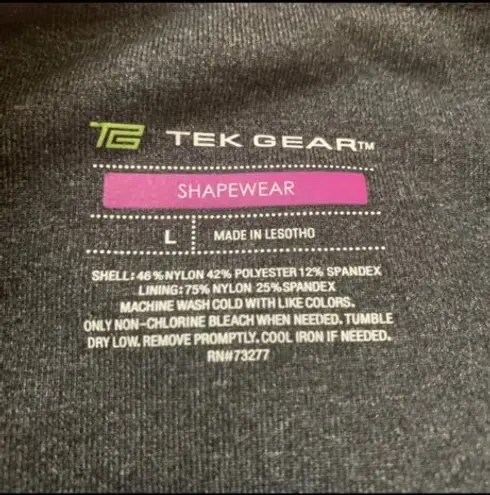 TG TEK GEAR™
SHAPEWEAR
L MADE IN LESOTHO
SHELL: 46% NYLON 42% POLYESTER 12% SPANDEX
LINING: 75% NYLON 25% SPANDEX
MACHINE WASH COLD WITH LIKE COLORS.
ONLY NON-CHLORINE BLEACH WHEN NEEDED. TUMBLE
DRY LOW. REMOVE PROMPTLY. COOL IRON IF NEEDED.
RN#73277